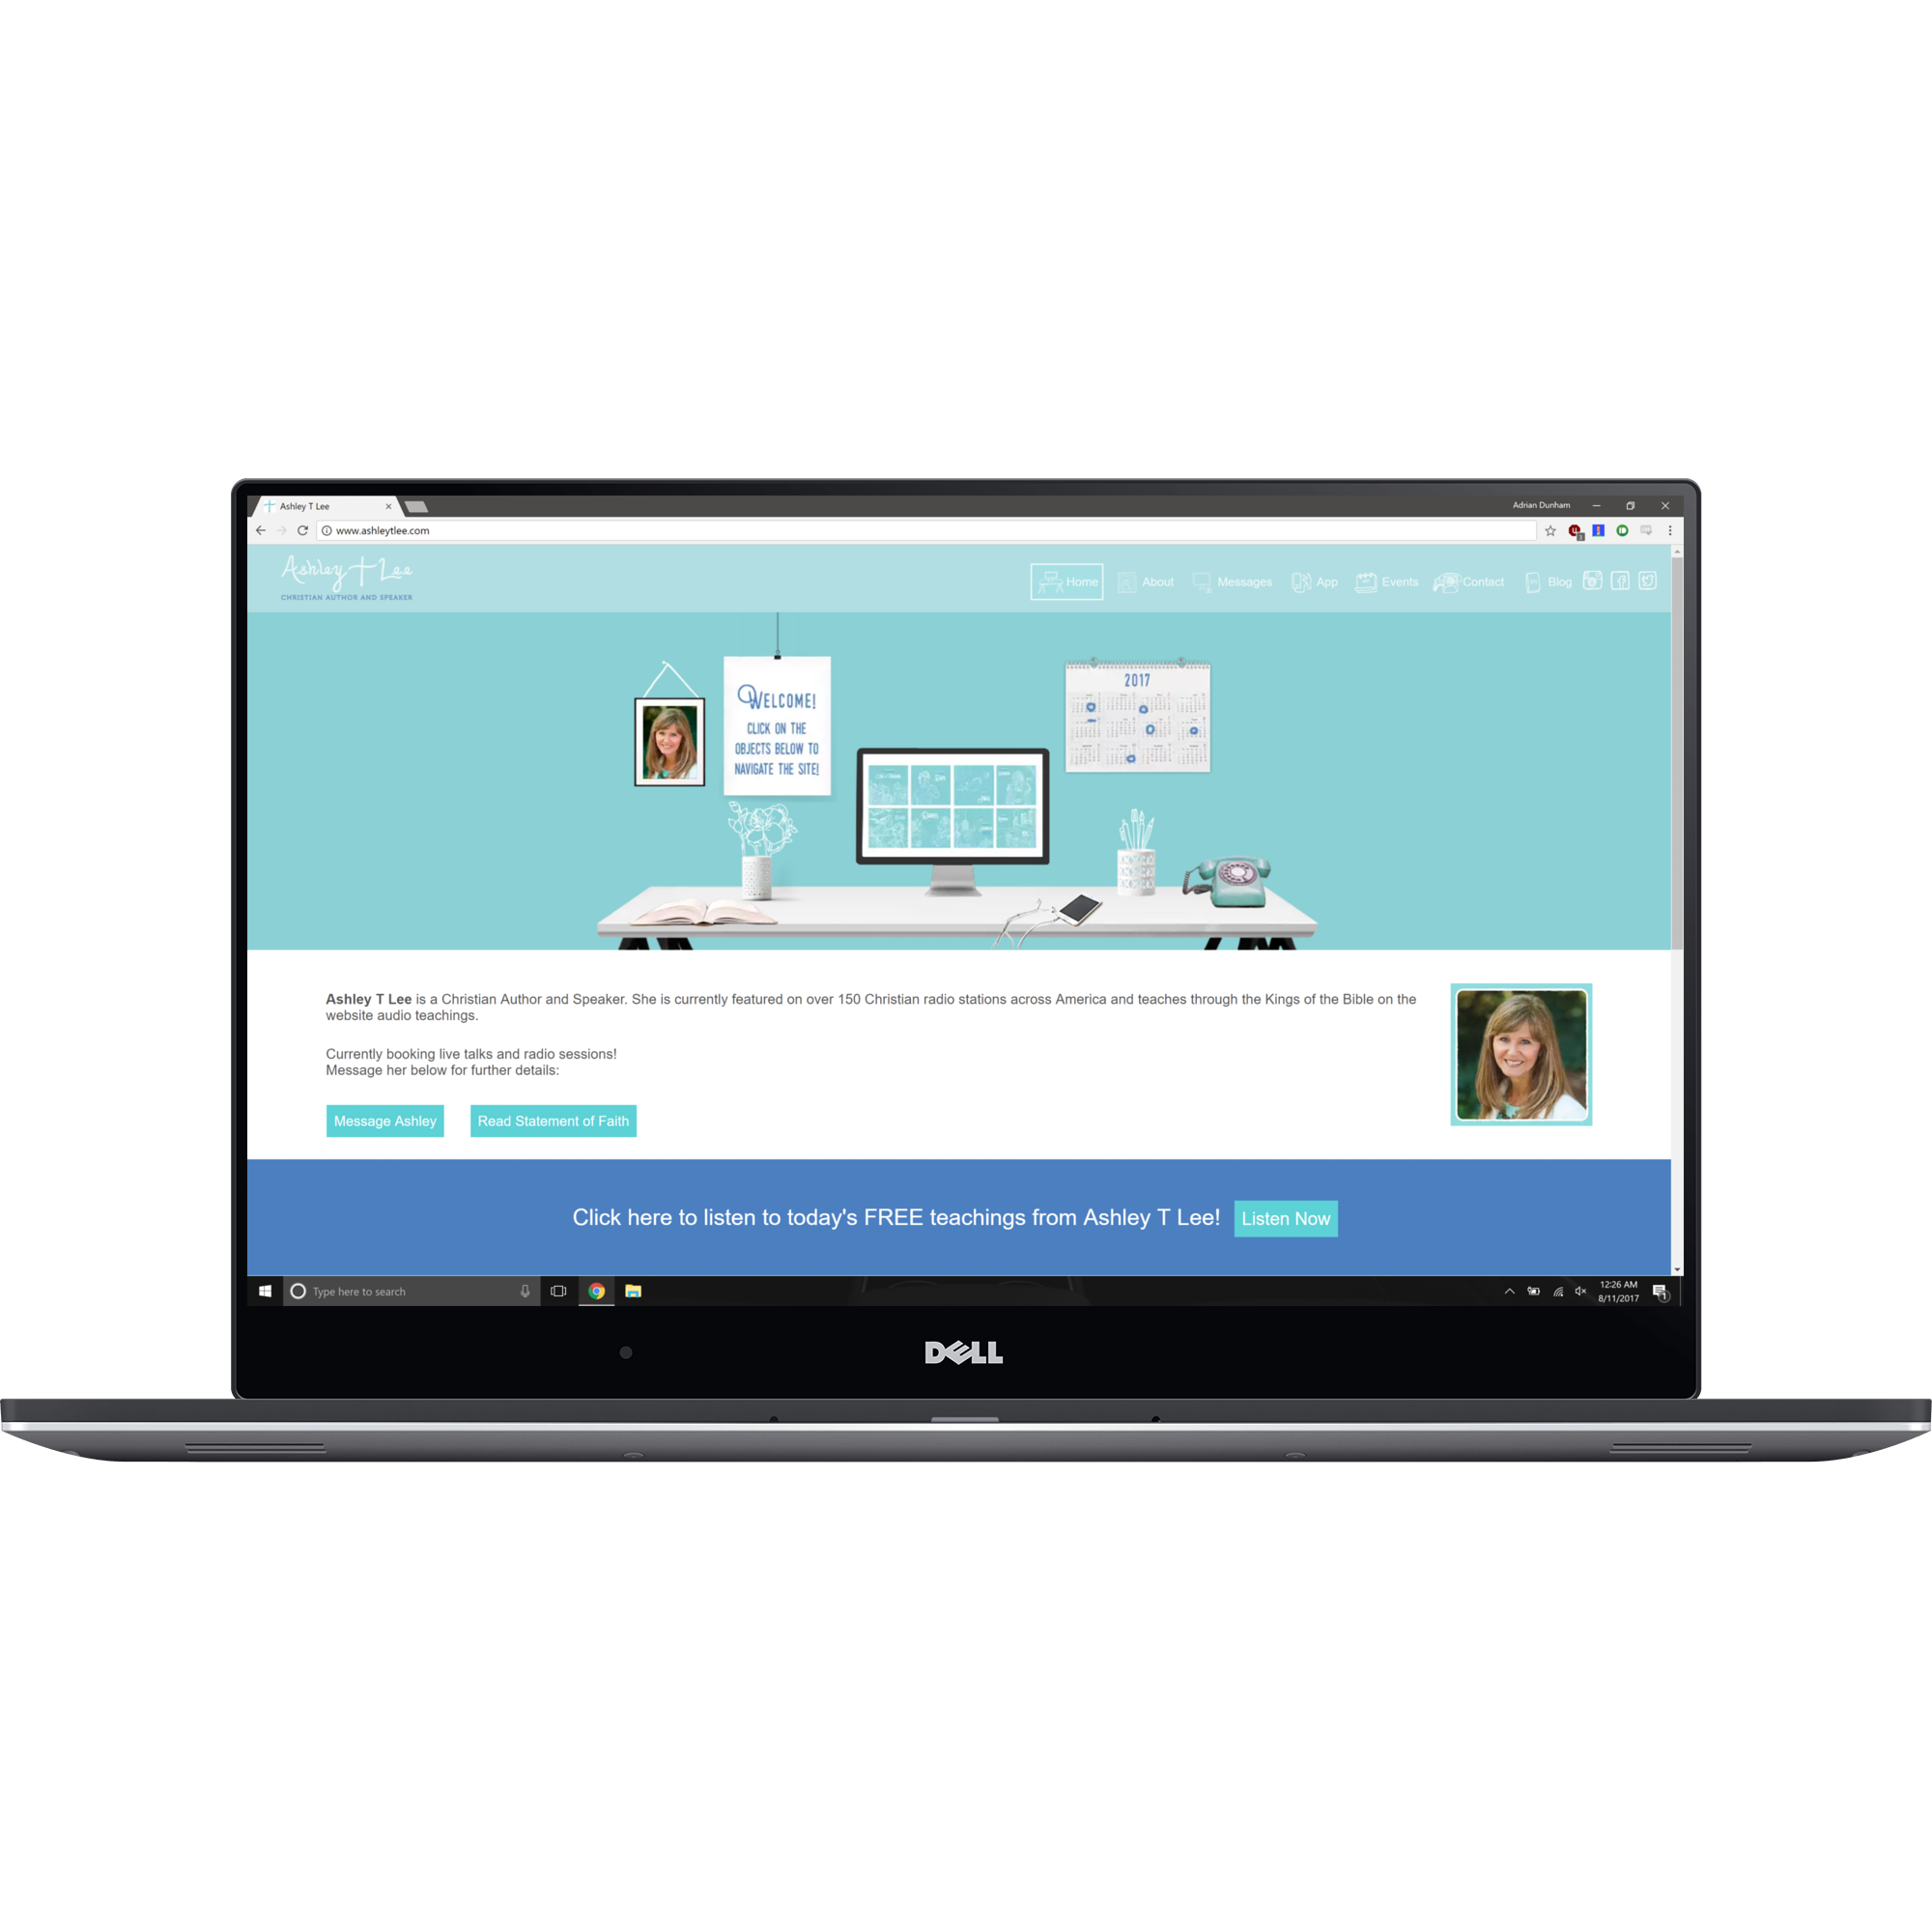 Ashley T Lee
Adrian Dunham
www.ashleytlee.com
Ashley T Lee
CHRISTIAN AUTHOR AND SPEAKER
Home About Messages App Events Contact Blog
WELCOME!
CLICK ON THE
OBJECTS BELOW TO
NAVIGATE THE SITE!
2017
Ashley T Lee is a Christian Author and Speaker. She is currently featured on over 150 Christian radio stations across America and teaches through the Kings of the Bible on the
website audio teachings.
Currently booking live talks and radio sessions!
Message her below for further details:
Message Ashley Read Statement of Faith
Click here to listen to today's FREE teachings from Ashley T Lee! Listen Now
Type here to search
12:26 AM
8/11/2017
DELL